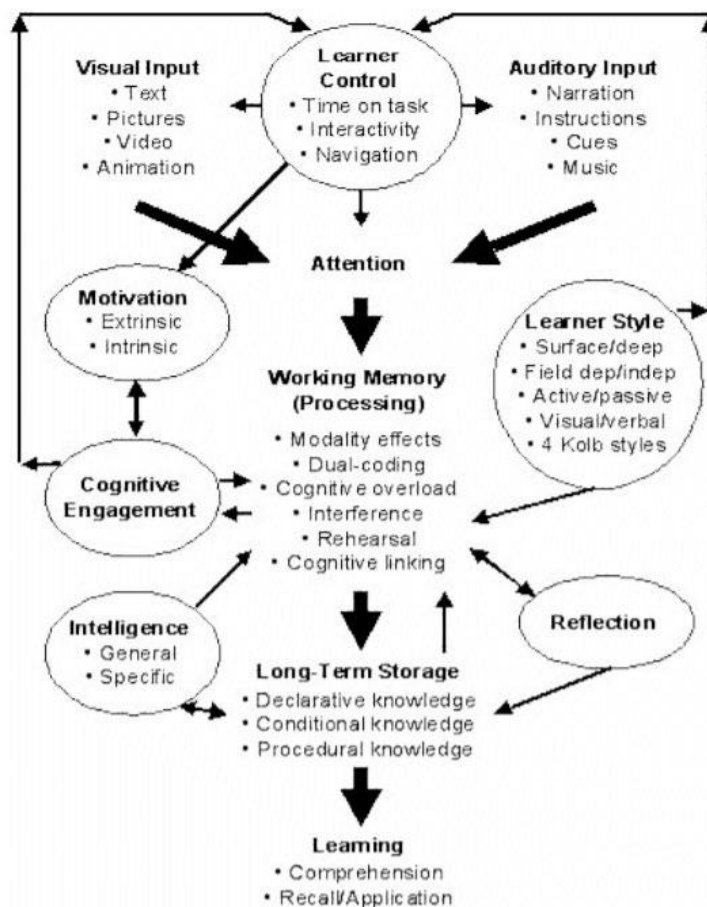 Learner
Control
• Time on task
• Interactivity
• Navigation
Visual Input
• Text
• Pictures
• Video
• Animation
Auditory Input
• Narration
• Instructions
• Cues
• Music
Attention
Motivation
• Extrinsic
• Intrinsic
Learner Style
• Surface/deep
• Field dep/indep
• Active/passive
• Visual/verbal
• 4 Kolb styles
Working Memory
(Processing)
• Modality effects
• Dual-coding
• Cognitive overload
• Interference
• Rehearsal
• Cognitive linking
Cognitive
Engagement
Intelligence
• General
• Specific
Reflection
Long-Term Storage
• Declarative knowledge
• Conditional knowledge
• Procedural knowledge
Learning
• Comprehension
• Recall/Application